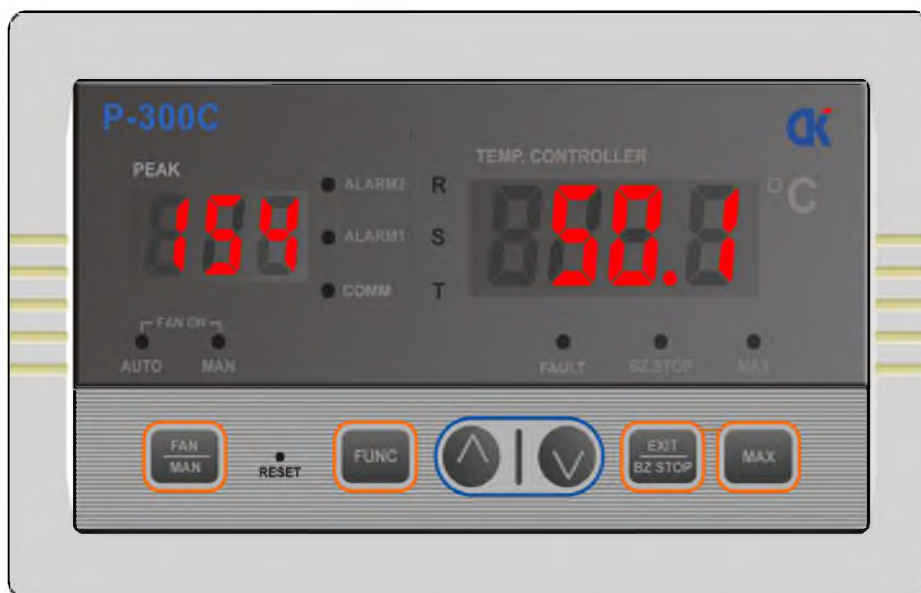 P-300C
DK
TEMP. CONTROLLER
PEAK
154
ALARM2
ALARM1
COMM
R
S
T
50.1
°C
FAN ON
AUTO
MAN
FAULT
BZ.STOP
MAX
FAN
MAN
RESET
FUNC
EXIT
BZ STOP
MAX